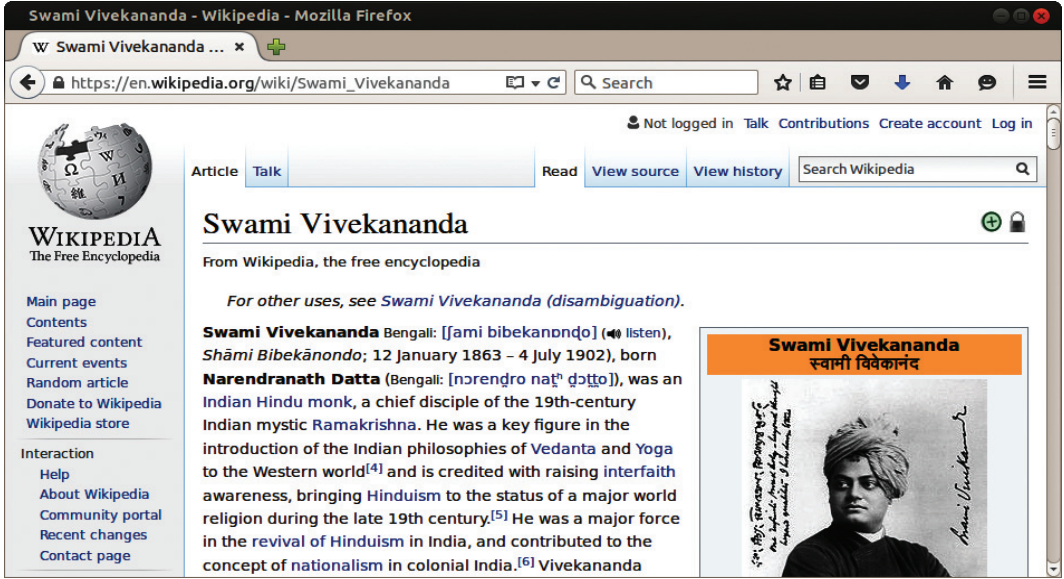 Swami Vivekananda - Wikipedia - Mozilla Firefox
W Swami Vivekananda ... ×
https://en.wikipedia.org/wiki/Swami_Vivekananda
Search
Not logged in Talk Contributions Create account Log in
Article Talk Read View source View history Search Wikipedia
WIKIPEDIA
The Free Encyclopedia
Main page
Contents
Featured content
Current events
Random article
Donate to Wikipedia
Wikipedia store
Interaction
Help
About Wikipedia
Community portal
Recent changes
Contact page
Swami Vivekananda
From Wikipedia, the free encyclopedia
For other uses, see Swami Vivekananda (disambiguation).
Swami Vivekananda Bengali: [ʃami bibekanɒnɖo] ( listen),
Shāmi Bibekānondo; 12 January 1863 – 4 July 1902), born
Narendranath Datta (Bengali: [nɔrend̪ro nat̪ʰ d̪ɔt̪t̪o]), was an
Indian Hindu monk, a chief disciple of the 19th-century
Indian mystic Ramakrishna. He was a key figure in the
introduction of the Indian philosophies of Vedanta and Yoga
to the Western world[4] and is credited with raising interfaith
awareness, bringing Hinduism to the status of a major world
religion during the late 19th century.[5] He was a major force
in the revival of Hinduism in India, and contributed to the
concept of nationalism in colonial India.[6] Vivekananda
Swami Vivekananda
स्वामी विवेकानंद
Swami Vivekananda